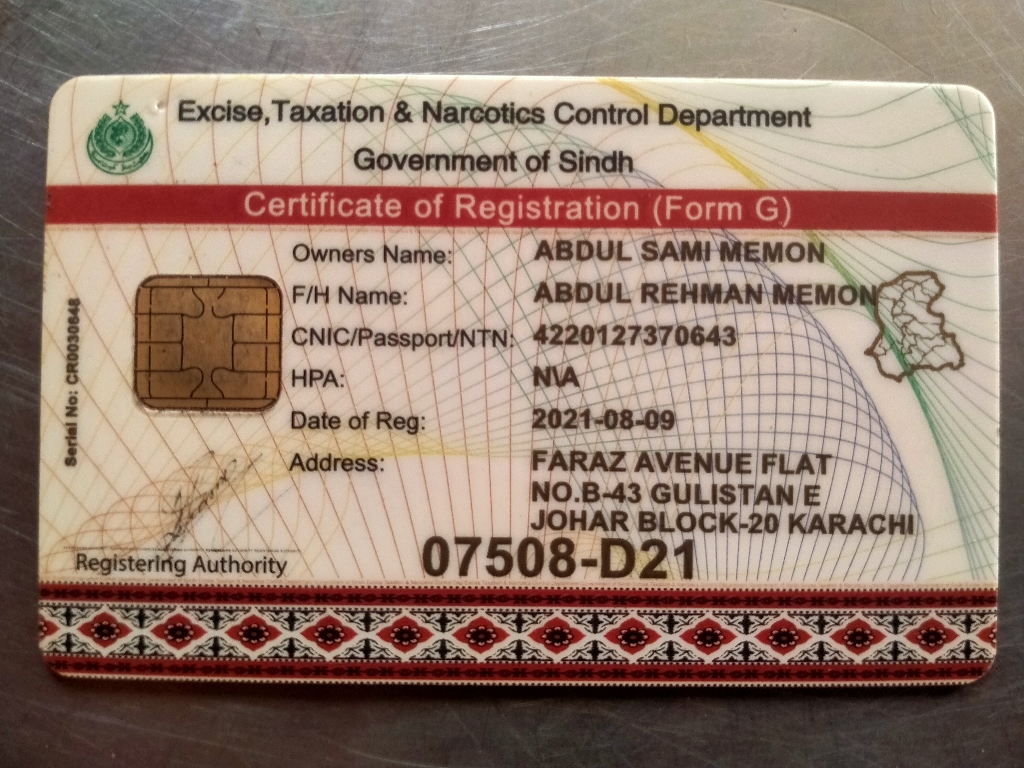 Excise,Taxation & Narcotics Control Department
Government of Sindh
Certificate of Registration (Form G)
Owners Name: ABDUL SAMI MEMON
F/H Name: ABDUL REHMAN MEMON
CNIC/Passport/NTN: 4220127370643
HPA: N\A
Date of Reg: 2021-08-09
Address: FARAZ AVENUE FLAT
NO.B-43 GULISTAN E
JOHAR BLOCK-20 KARACHI
07508-D21
Serial No: CR0030648
Registering Authority